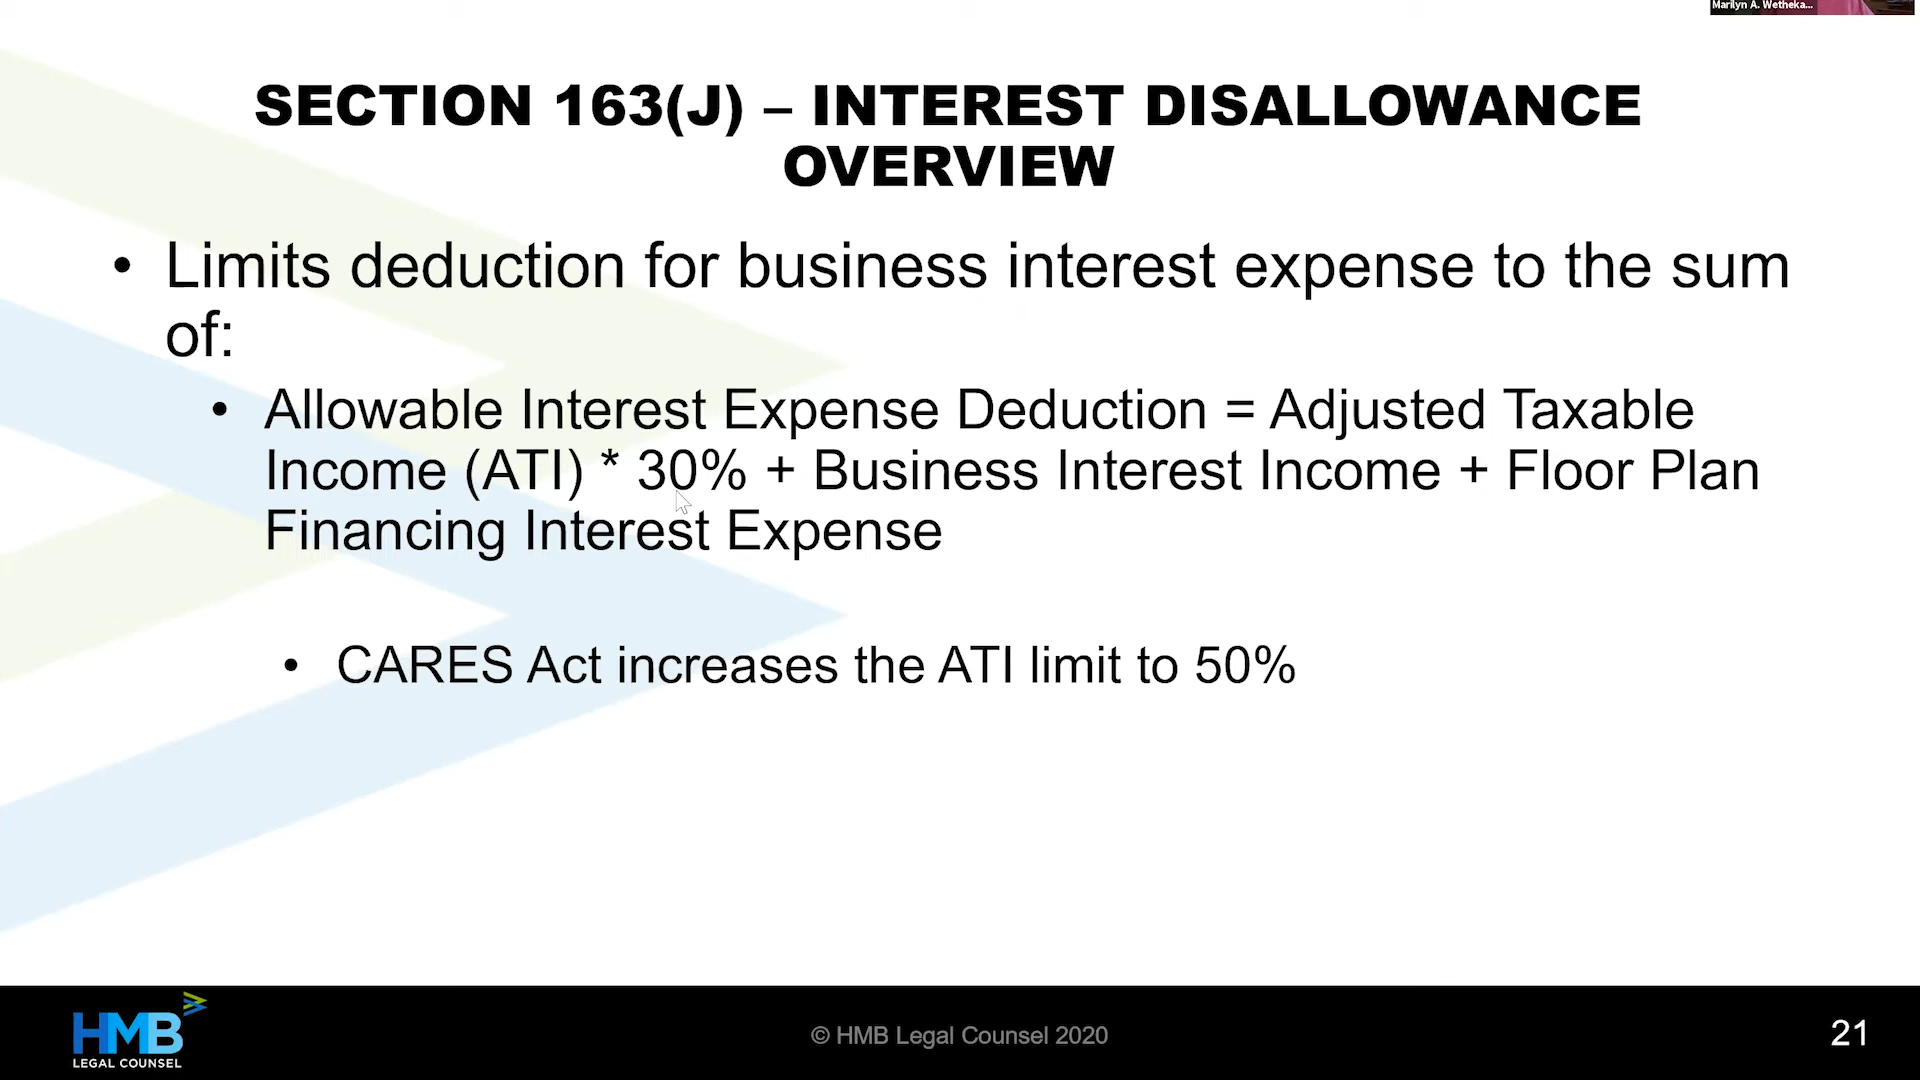 Marilyn A. Wetheka...
SECTION 163(J) – INTEREST DISALLOWANCE
OVERVIEW
• Limits deduction for business interest expense to the sum
of:
• Allowable Interest Expense Deduction = Adjusted Taxable
Income (ATI) * 30% + Business Interest Income + Floor Plan
Financing Interest Expense
• CARES Act increases the ATI limit to 50%
HMB
LEGAL COUNSEL
© HMB Legal Counsel 2020
21